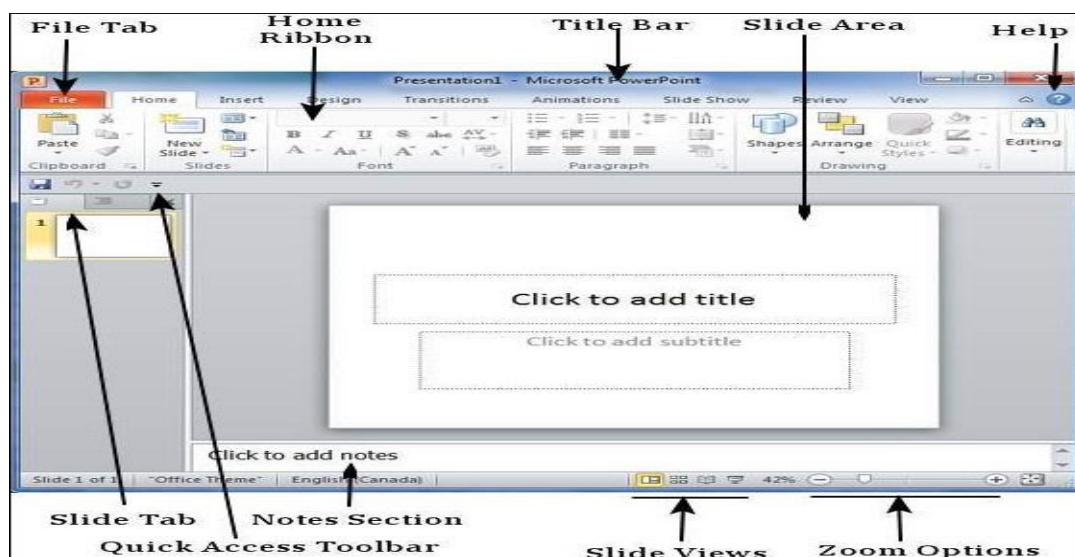 File Tab
Home
Ribbon
Title Bar
Slide Area
Help
Presentation1 - Microsoft PowerPoint
File Home Insert Design Transitions Animations Slide Show Review View
Paste
New
Slide
Shapes Arrange Quick
Styles
Editing
Clipboard Slides Font Paragraph Drawing
1
Click to add title
Click to add subtitle
Click to add notes
Slide 1 of 1 "Office Theme" English (Canada) 42%
Slide Tab
Notes Section
Quick Access Toolbar
Slide Views
Zoom Options